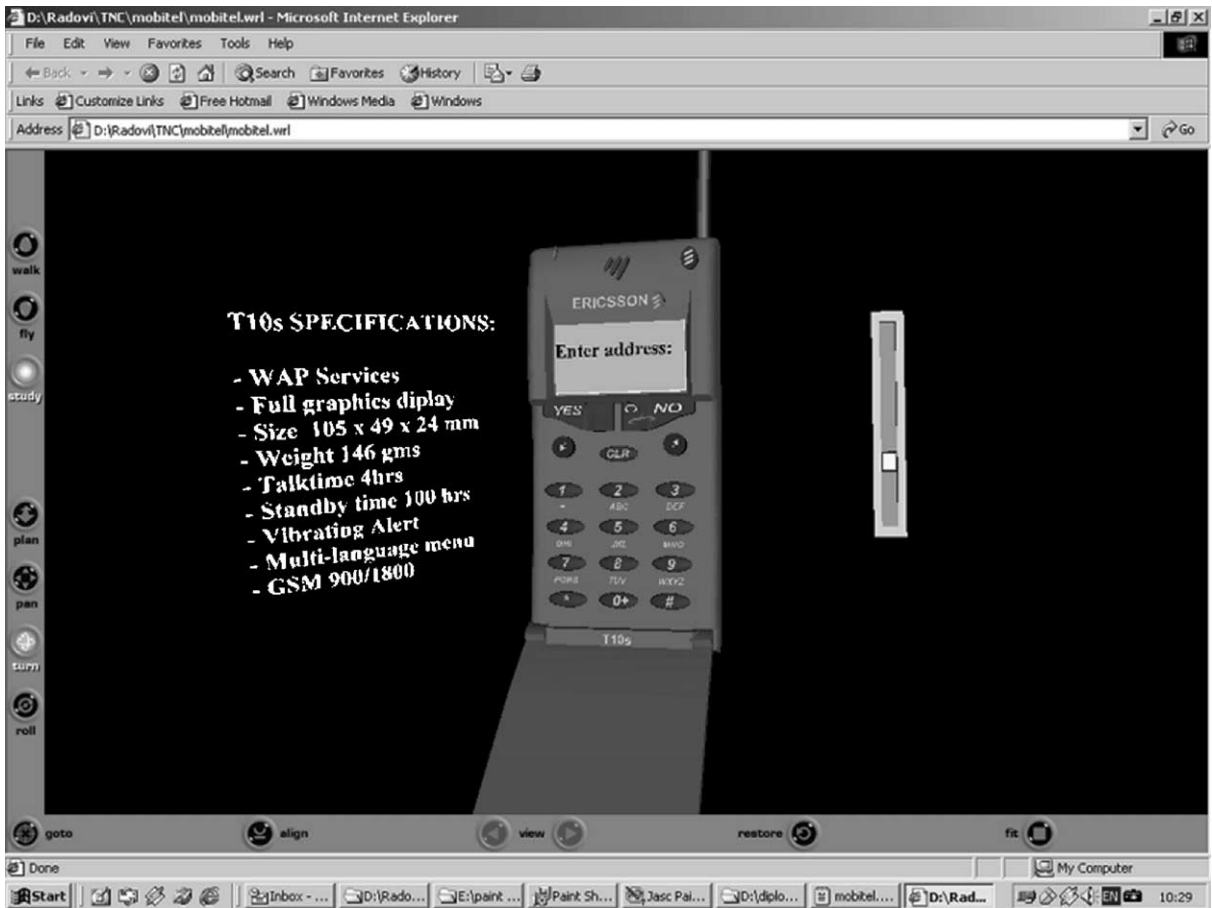 D:\Radovi\TNC\mobitel\mobitel.wrl - Microsoft Internet Explorer
File Edit View Favorites Tools Help
Back Search Favorites History
Links Customize Links Free Hotmail Windows Media Windows
Address D:\Radovi\TNC\mobitel\mobitel.wrl Go
walk
fly
study
plan
pan
turn
roll
T10s SPECIFICATIONS:
- WAP Services
- Full graphics diplay
- Size 105 x 49 x 24 mm
- Weight 146 gms
- Talktime 4hrs
- Standby time 100 hrs
- Vibrating Alert
- Multi-language menu
- GSM 900/1800
ERICSSON
Enter address:
YES NO
CLR
1 2 3
ABC DEF
4 5 6
GHI JKL MNO
7 8 9
PQRS TUV WXYZ
* 0+ #
T10s
goto align view restore fit
Done My Computer
Start Inbox - ... D:\Rado... E:\paint ... Paint Sh... Jasc Pai... D:\diplo... mobitel.... D:\Rad... EN 10:29